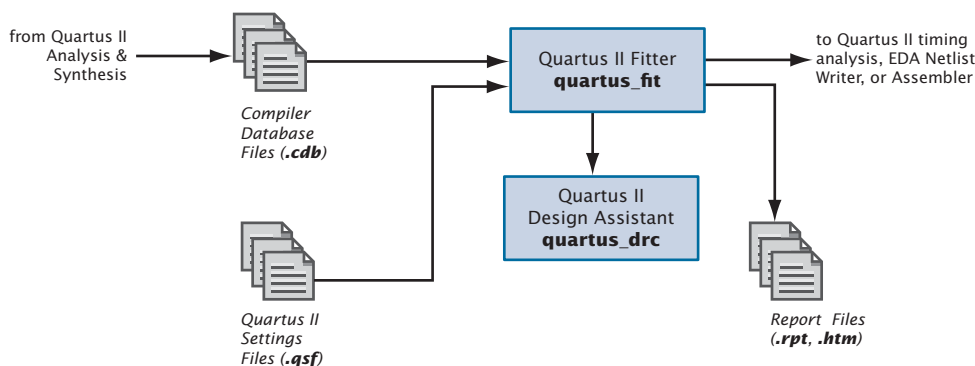 from Quartus II
Analysis &
Synthesis
Compiler
Database
Files (.cdb)
Quartus II Fitter
quartus_fit
to Quartus II timing
analysis, EDA Netlist
Writer, or Assembler
Quartus II
Design Assistant
quartus_drc
Quartus II
Settings
Files (.qsf)
Report Files
(.rpt, .htm)